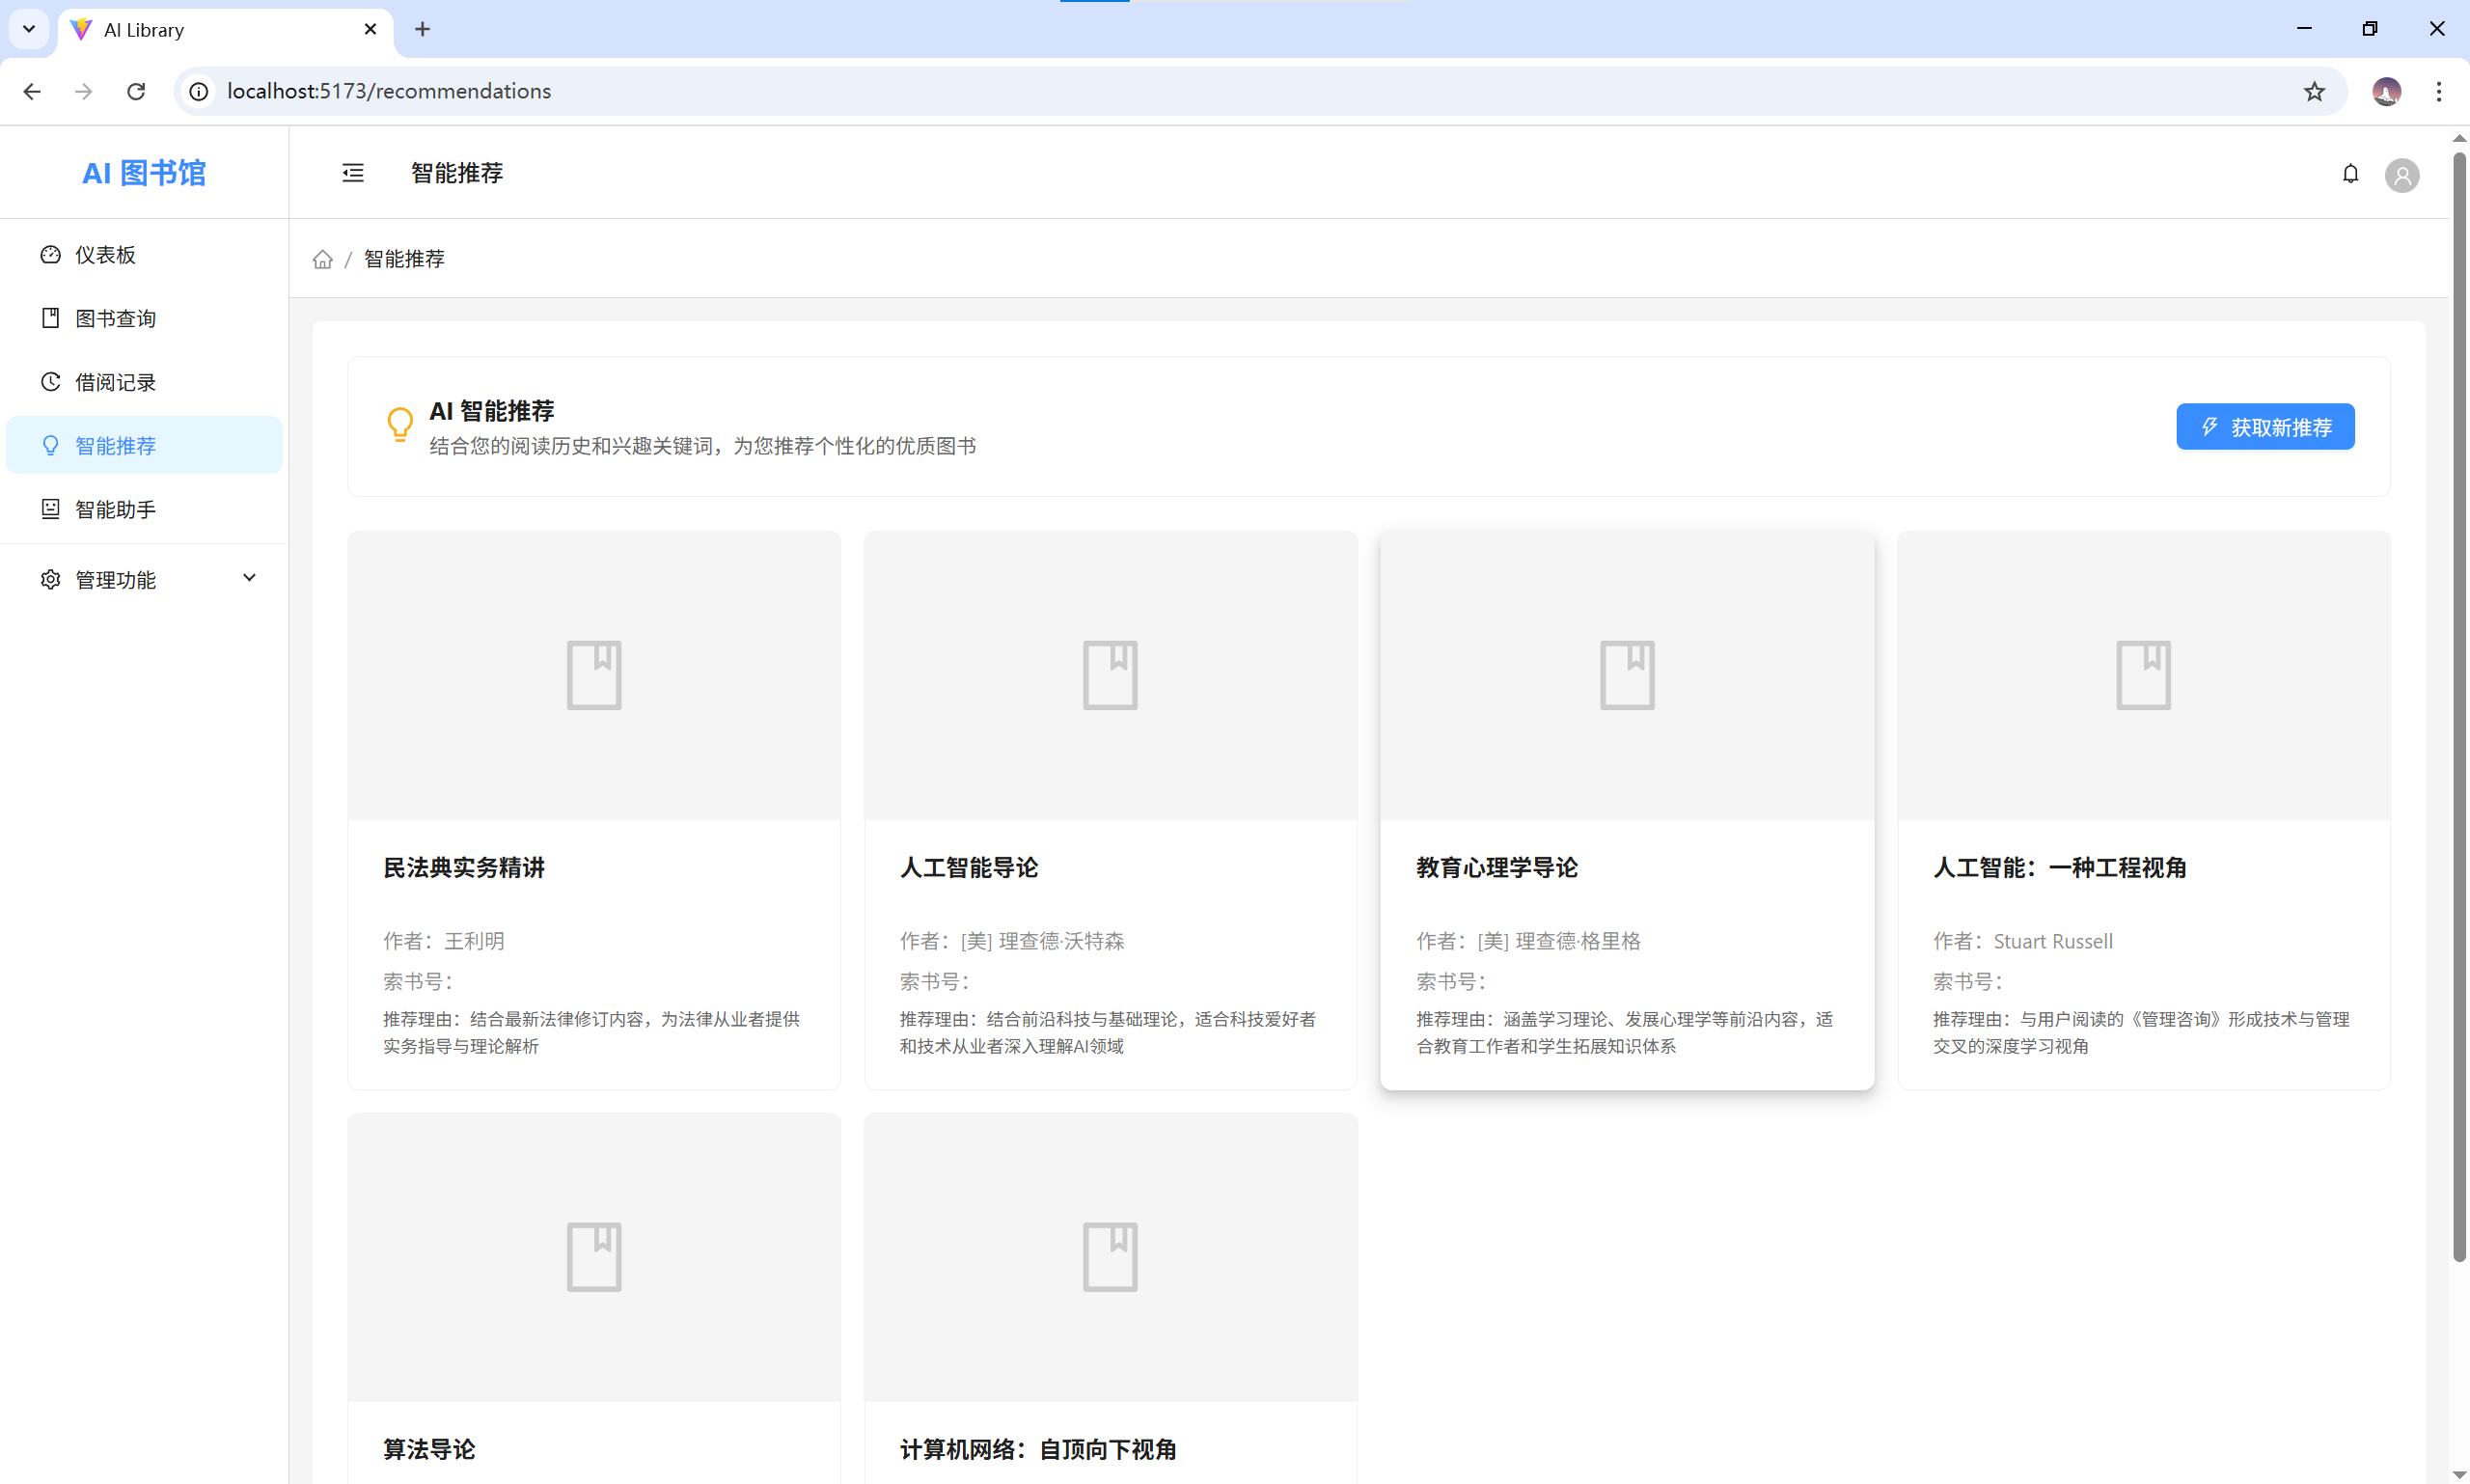 AI Library
localhost:5173/recommendations
AI 图书馆
智能推荐
仪表板
图书查询
借阅记录
智能推荐
智能助手
管理功能
/ 智能推荐
AI 智能推荐
结合您的阅读历史和兴趣关键词，为您推荐个性化的优质图书
获取新推荐
民法典实务精讲
作者：王利明
索书号：
推荐理由：结合最新法律修订内容，为法律从业者提供
实务指导与理论解析
人工智能导论
作者：[美] 理查德·沃特森
索书号：
推荐理由：结合前沿科技与基础理论，适合科技爱好者
和技术从业者深入理解AI领域
教育心理学导论
作者：[美] 理查德·格里格
索书号：
推荐理由：涵盖学习理论、发展心理学等前沿内容，适
合教育工作者和学生拓展知识体系
人工智能：一种工程视角
作者：Stuart Russell
索书号：
推荐理由：与用户阅读的《管理咨询》形成技术与管理
交叉的深度学习视角
算法导论
计算机网络：自顶向下视角